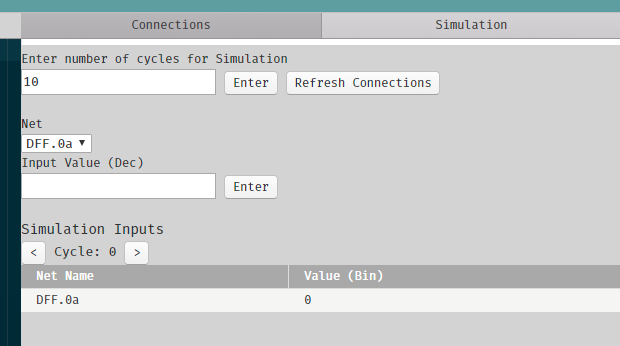 Connections Simulation
Enter number of cycles for Simulation
10 Enter Refresh Connections
Net
DFF.0a
Input Value (Dec)
Enter
Simulation Inputs
< Cycle: 0 >
Net Name Value (Bin)
DFF.0a 0